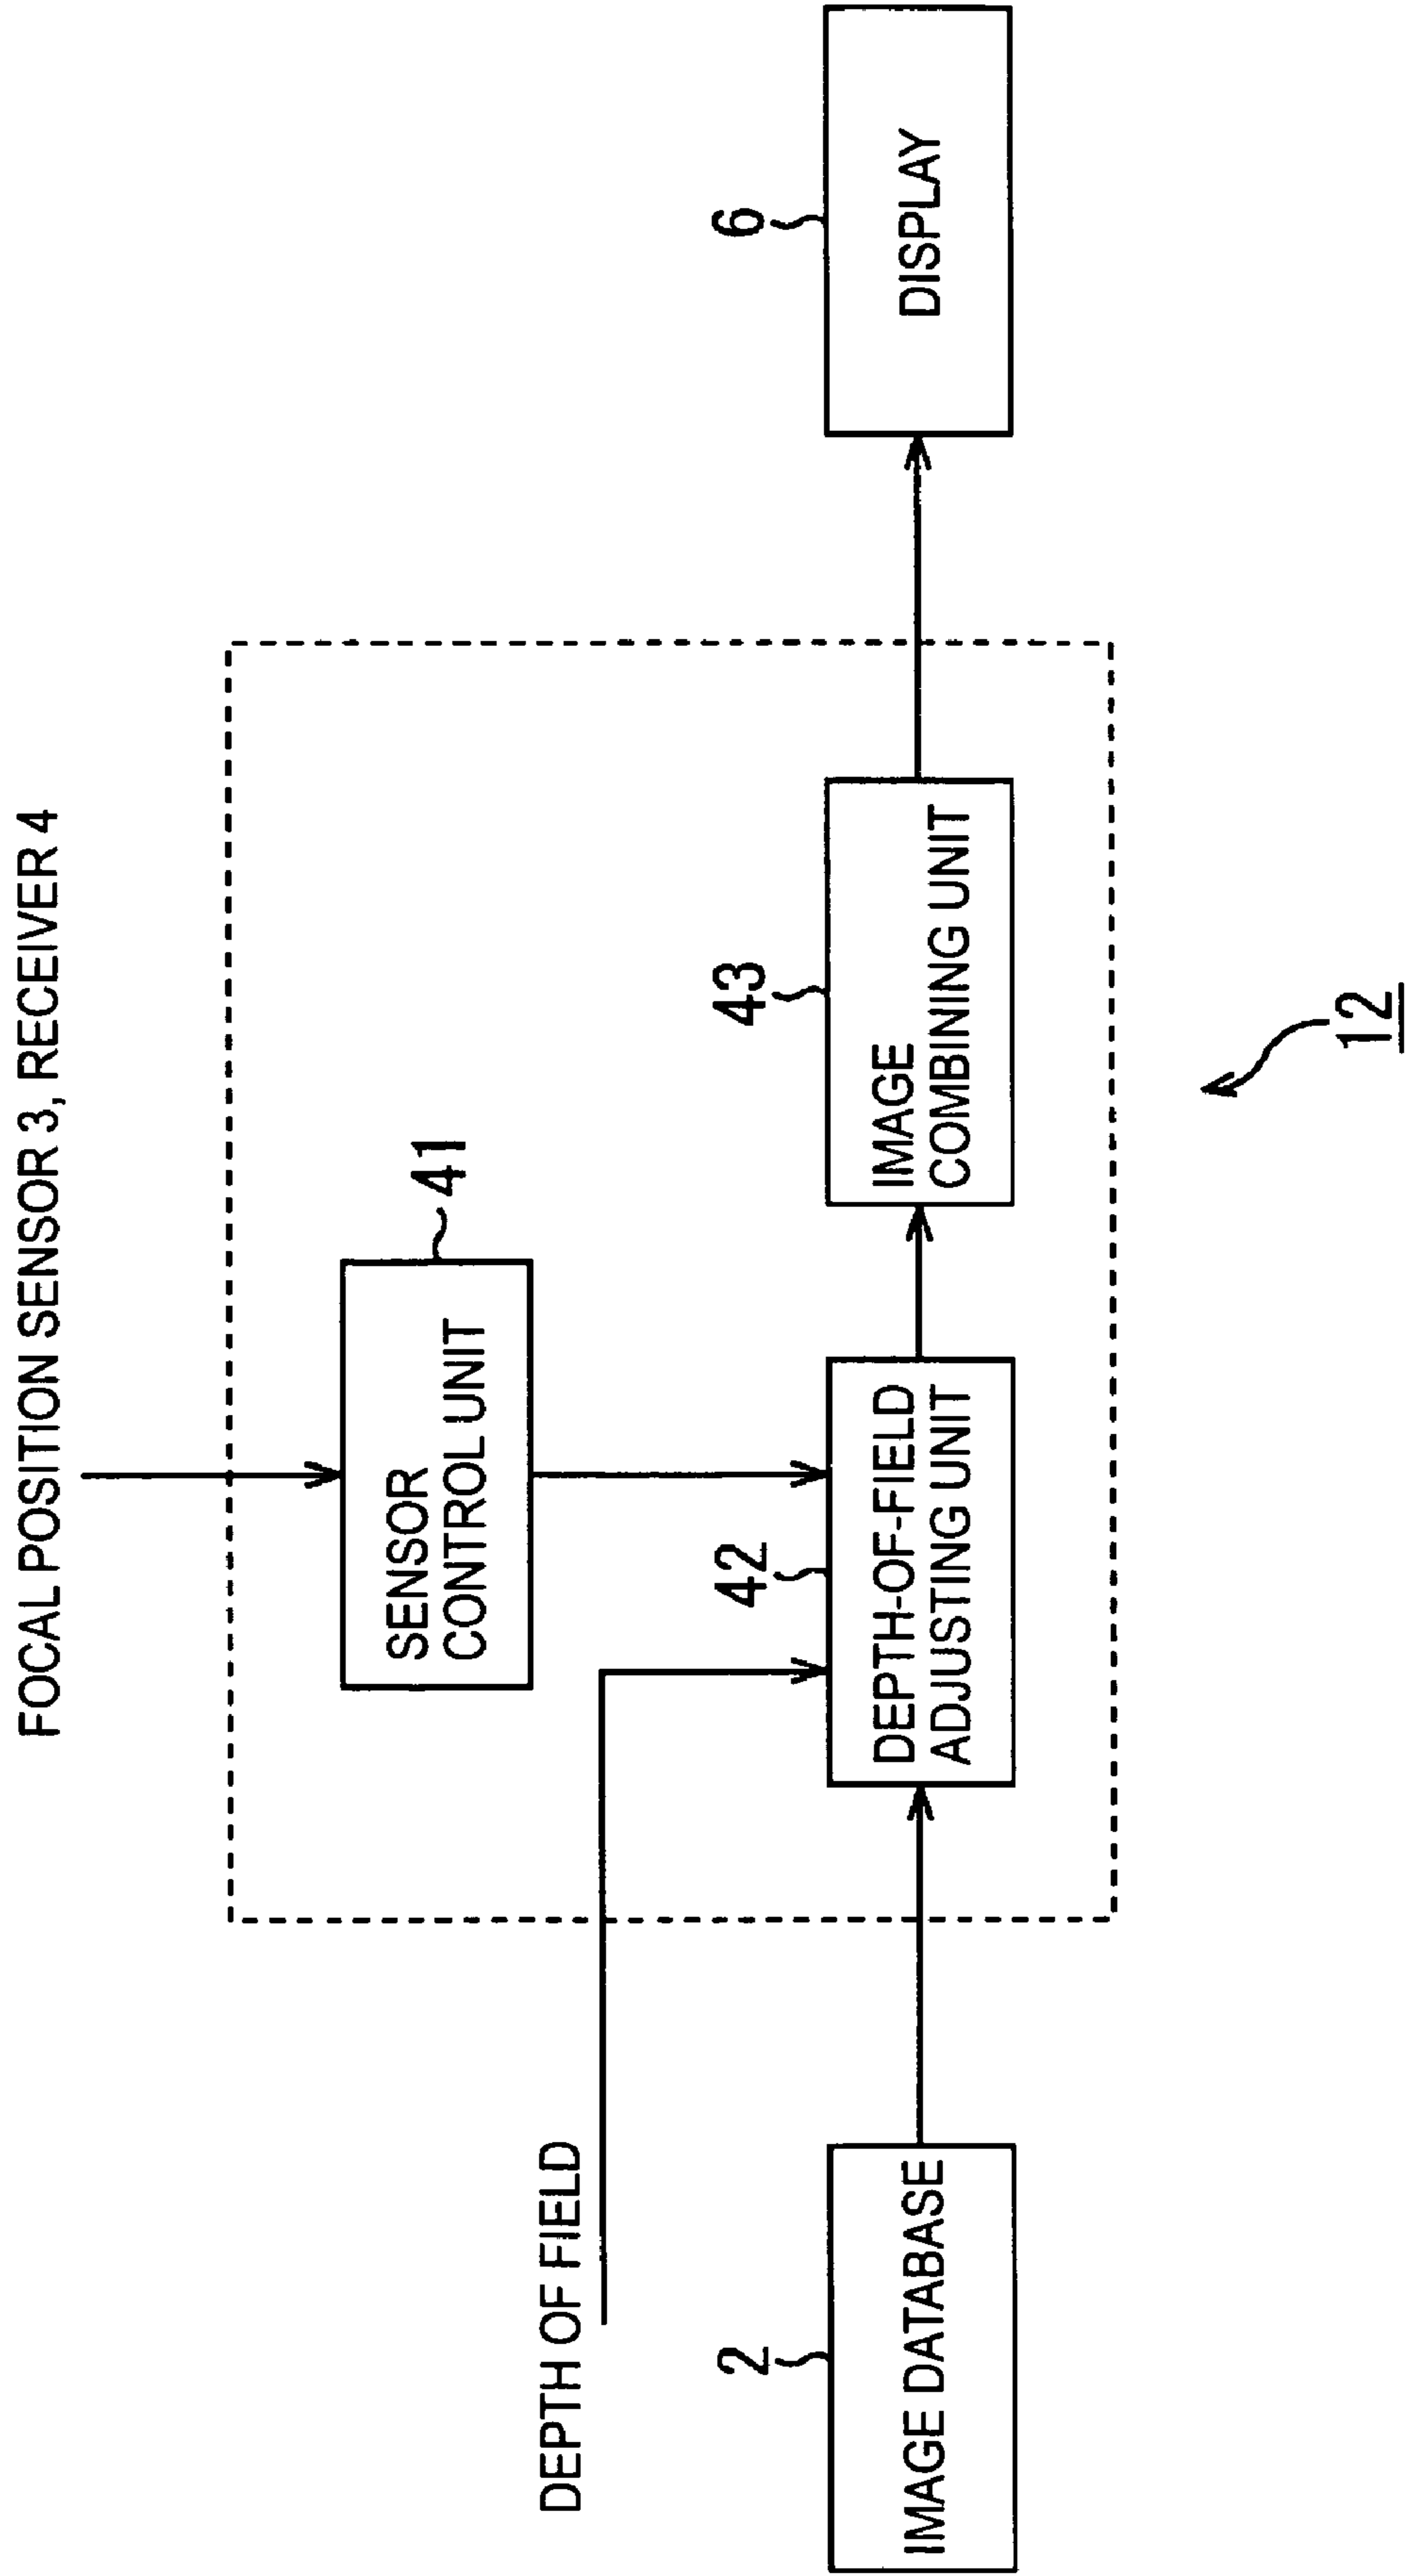 FOCAL POSITION SENSOR 3, RECEIVER 4
41
SENSOR
CONTROL UNIT
DEPTH OF FIELD
2
IMAGE DATABASE
42
DEPTH-OF-FIELD
ADJUSTING UNIT
43
IMAGE
COMBINING UNIT
6
DISPLAY
12